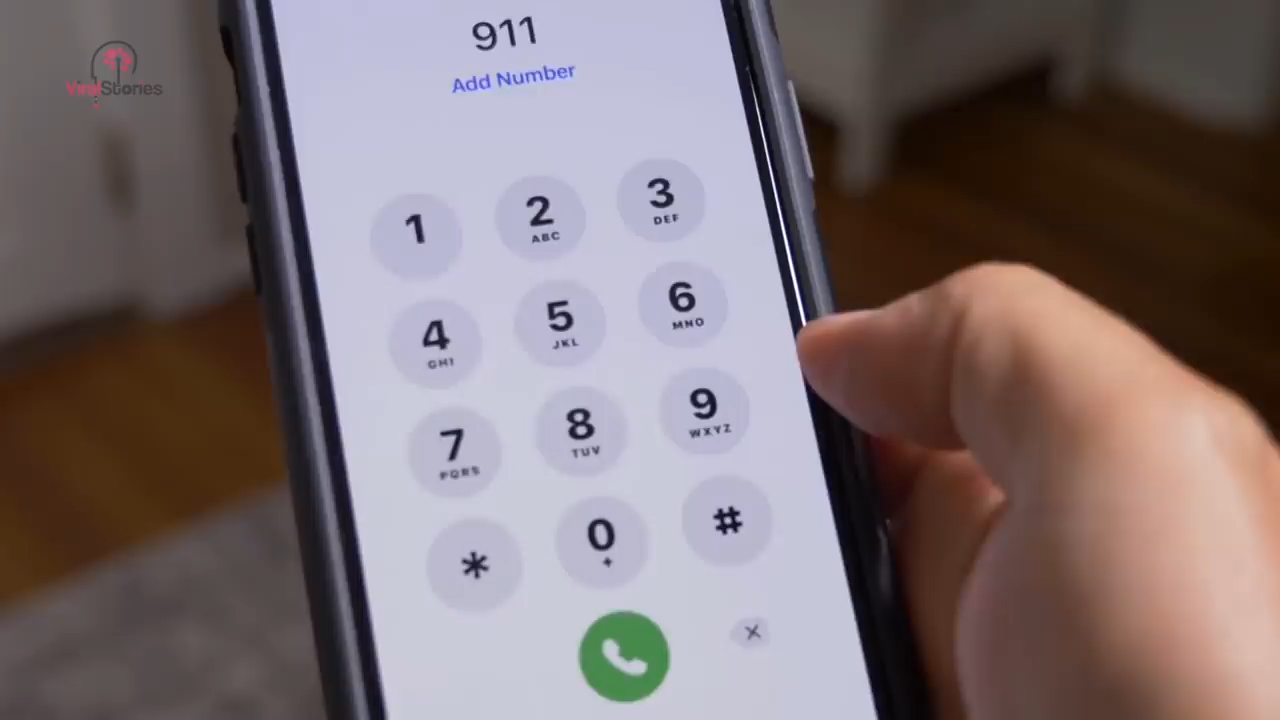 ViralStories
911
Add Number
1
2
ABC
3
DEF
4
GHI
5
JKL
6
MNO
7
PQRS
8
TUV
9
WXYZ
*
0
+
#